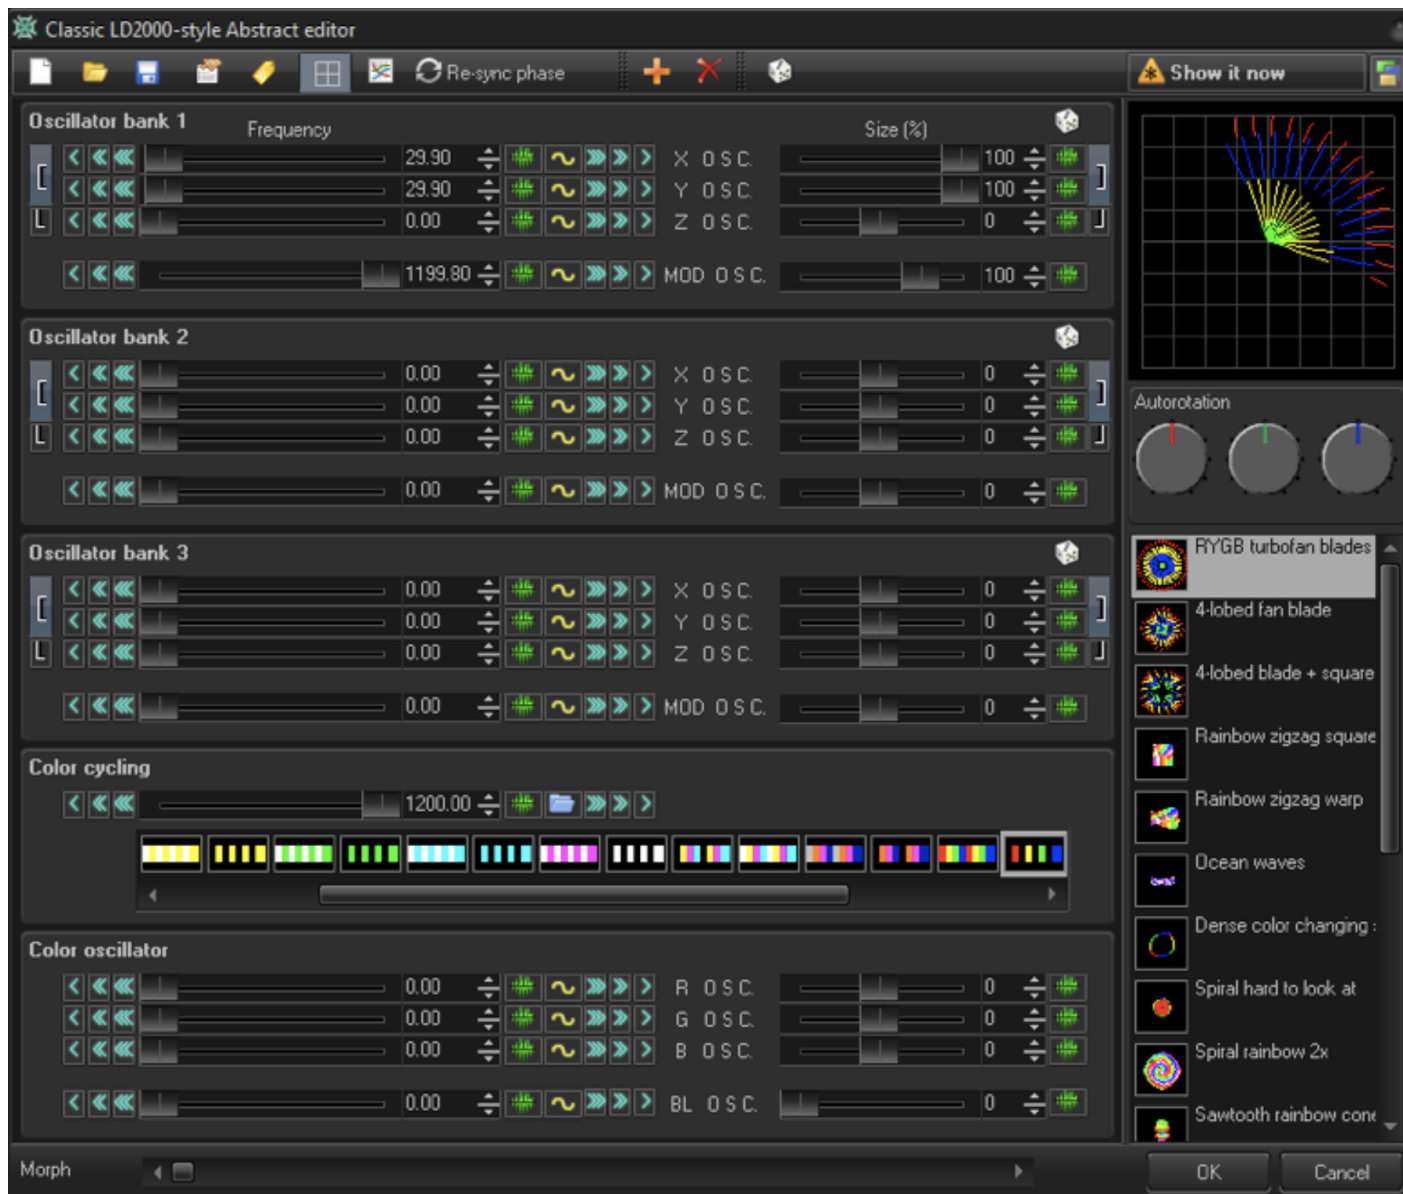 Classic LD2000-style Abstract editor
Re-sync phase
Show it now
Oscillator bank 1
Frequency
Size (%)
29.90 X OSC. 100
29.90 Y OSC. 100
0.00 Z OSC. 0
1199.80 MOD OSC. 100
Oscillator bank 2
0.00 X OSC. 0
0.00 Y OSC. 0
0.00 Z OSC. 0
0.00 MOD OSC. 0
Oscillator bank 3
0.00 X OSC. 0
0.00 Y OSC. 0
0.00 Z OSC. 0
0.00 MOD OSC. 0
Color cycling
1200.00
Color oscillator
0.00 R OSC. 0
0.00 G OSC. 0
0.00 B OSC. 0
0.00 BL OSC. 0
Autorotation
RYGB turbofan blades
4-lobed fan blade
4-lobed blade + square
Rainbow zigzag square
Rainbow zigzag warp
Ocean waves
Dense color changing
Spiral hard to look at
Spiral rainbow 2x
Sawtooth rainbow cone
Morph
OK
Cancel